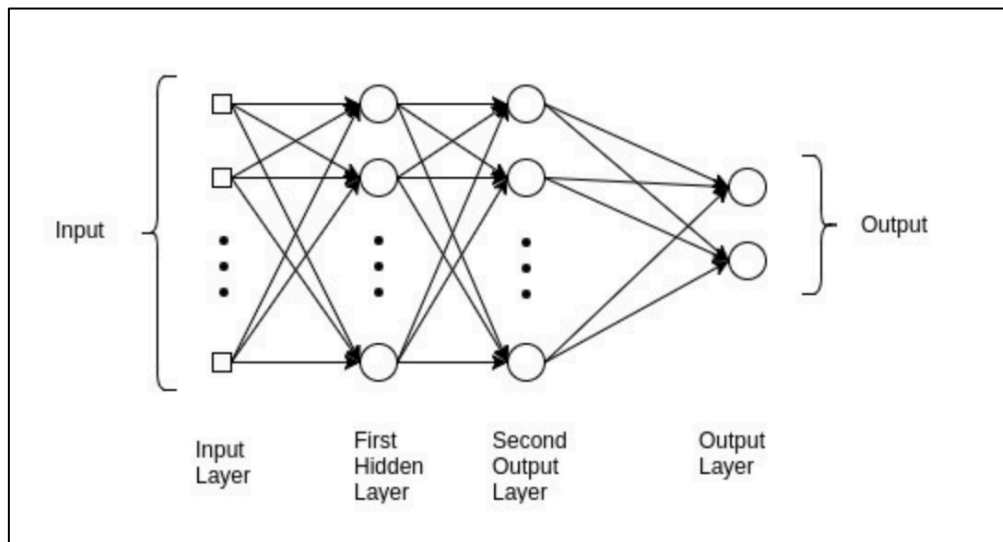 Input
Output
Input
Layer
First
Hidden
Layer
Second
Output
Layer
Output
Layer